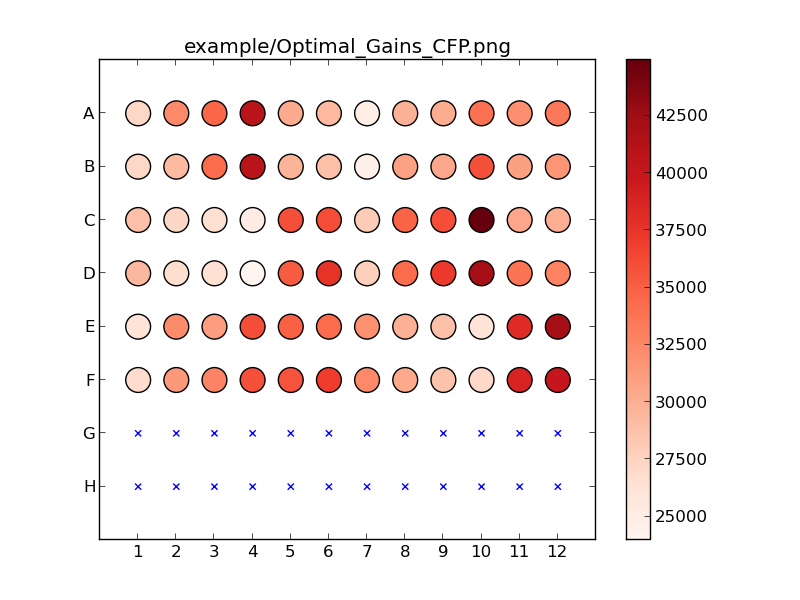 example/Optimal_Gains_CFP.png
A
B
C
D
E
F
G
H
1 2 3 4 5 6 7 8 9 10 11 12
42500
40000
37500
35000
32500
30000
27500
25000